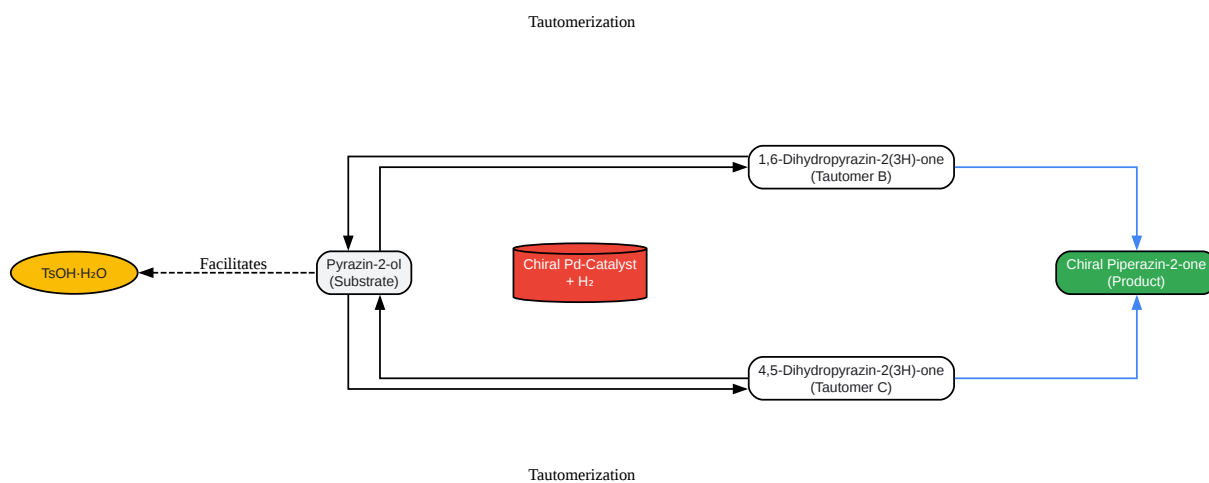 Tautomerization
1,6-Dihydropyrazin-2(3H)-one
(Tautomer B)
TsOH·H₂O
Facilitates
Pyrazin-2-ol
(Substrate)
Chiral Pd-Catalyst
+ H₂
Chiral Piperazin-2-one
(Product)
4,5-Dihydropyrazin-2(3H)-one
(Tautomer C)
Tautomerization